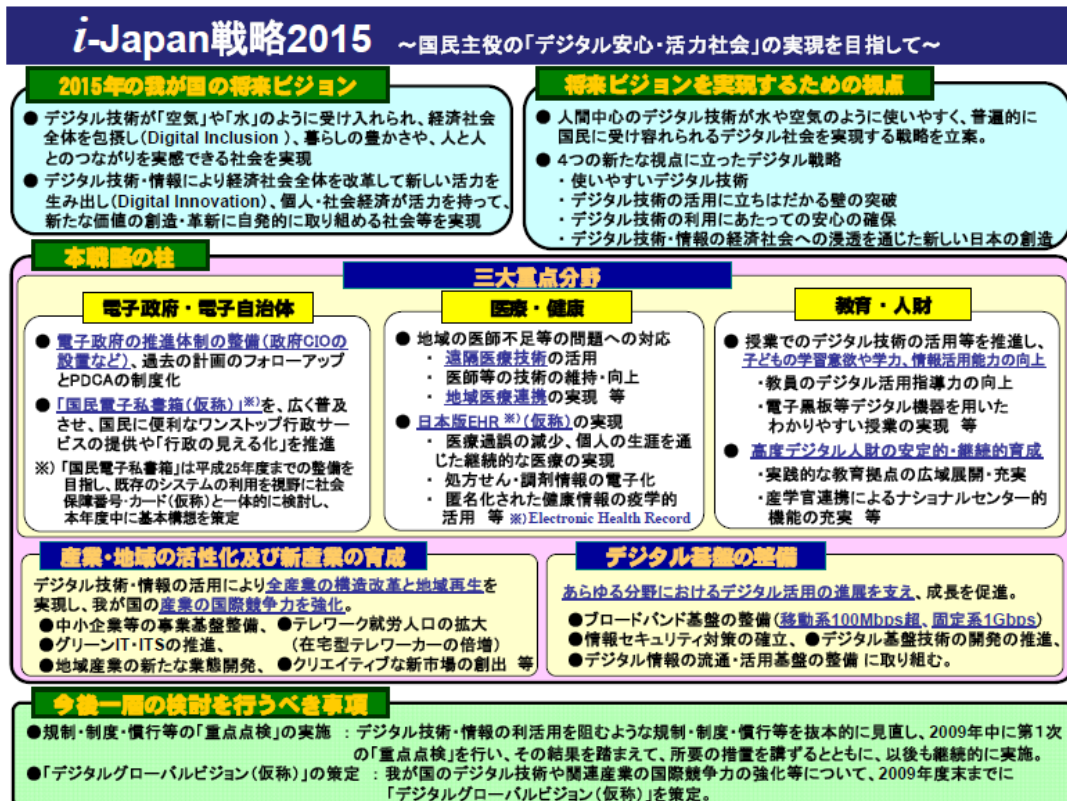 i-Japan戦略2015 ～国民主役の「デジタル安心・活力社会」の実現を目指して～
2015年の我が国の将来ビジョン
● デジタル技術が「空気」や「水」のように受け入れられ、経済社会
全体を包摂し(Digital Inclusion )、暮らしの豊かさや、人と人
とのつながりを実感できる社会を実現
● デジタル技術・情報により経済社会全体を改革して新しい活力を
生み出し(Digital Innovation)、個人・社会経済が活力を持って、
新たな価値の創造・革新に自発的に取り組める社会等を実現
将来ビジョンを実現するための視点
● 人間中心のデジタル技術が水や空気のように使いやすく、普遍的に
国民に受け容れられるデジタル社会を実現する戦略を立案。
● 4つの新たな視点に立ったデジタル戦略
・ 使いやすいデジタル技術
・ デジタル技術の活用に立ちはだかる壁の突破
・ デジタル技術の利用にあたっての安心の確保
・ デジタル技術・情報の経済社会への浸透を通じた新しい日本の創造
本戦略の柱
三大重点分野
電子政府・電子自治体
● 電子政府の推進体制の整備(政府CIOの
設置など)、過去の計画のフォローアップ
とPDCAの制度化
● 「国民電子私書箱(仮称)」※)を、広く普及
させ、国民に便利なワンストップ行政サー
ビスの提供や「行政の見える化」を推進
※) 「国民電子私書箱」は平成25年度までの整備を
目指し、既存のシステムの利用を視野に社会
保障番号・カード(仮称)と一体的に検討し、
本年度中に基本構想を策定
医療・健康
● 地域の医師不足等の問題への対応
・ 遠隔医療技術の活用
・ 医師等の技術の維持・向上
・ 地域医療連携の実現 等
● 日本版EHR ※)(仮称)の実現
・ 医療過誤の減少、個人の生涯を通
じた継続的な医療の実現
・ 処方せん・調剤情報の電子化
・ 匿名化された健康情報の疫学的
活用 等 ※)Electronic Health Record
教育・人財
● 授業でのデジタル技術の活用等を推進し、
子どもの学習意欲や学力、情報活用能力の向上
・教員のデジタル活用指導力の向上
・電子黒板等デジタル機器を用いた
わかりやすい授業の実現 等
● 高度デジタル人財の安定的・継続的育成
・実践的な教育拠点の広域展開・充実
・産学官連携によるナショナルセンター的
機能の充実 等
産業・地域の活性化及び新産業の育成
デジタル技術・情報の活用により全産業の構造改革と地域再生を
実現し、我が国の産業の国際競争力を強化。
●中小企業等の事業基盤整備、 ●テレワーク就労人口の拡大
●グリーンIT・ITSの推進、 (在宅型テレワーカーの倍増)
●地域産業の新たな業態開発、 ●クリエイティブな新市場の創出 等
デジタル基盤の整備
あらゆる分野におけるデジタル活用の進展を支え、成長を促進。
●ブロードバンド基盤の整備(移動系100Mbps超、固定系1Gbps)
●情報セキュリティ対策の確立、●デジタル基盤技術の開発の推進、
●デジタル情報の流通・活用基盤の整備 に取り組む。
今後一層の検討を行うべき事項
●規制・制度・慣行等の「重点点検」の実施 : デジタル技術・情報の利活用を阻むような規制・制度・慣行等を抜本的に見直し、2009年中に第1次
の「重点点検」を行い、その結果を踏まえて、所要の措置を講ずるとともに、以後も継続的に実施。
●「デジタルグローバルビジョン(仮称)」の策定 : 我が国のデジタル技術や関連産業の国際競争力の強化等について、2009年度末までに
「デジタルグローバルビジョン(仮称)」を策定。